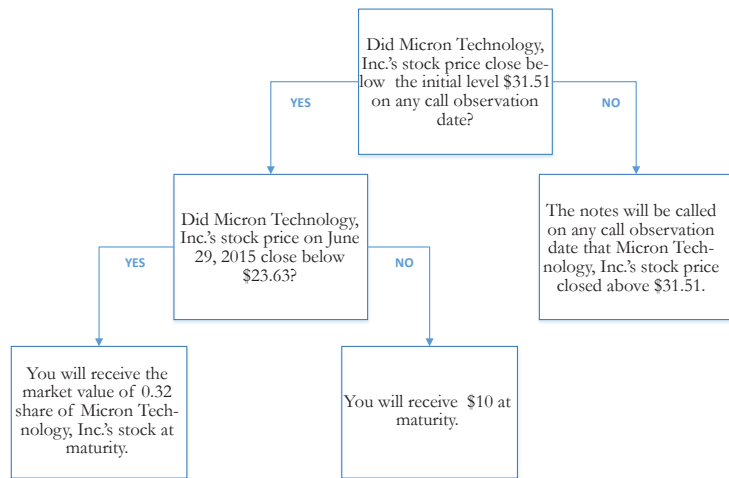 Did Micron Technology,
Inc.'s stock price close be-
low the initial level $31.51
on any call observation
date?
YES
NO
Did Micron Technology,
Inc.'s stock price on June
29, 2015 close below
$23.63?
The notes will be called
on any call observation
date that Micron Tech-
nology, Inc.'s stock price
closed above $31.51.
YES
NO
You will receive the
market value of 0.32
share of Micron Tech-
nology, Inc.'s stock at
maturity.
You will receive $10 at
maturity.